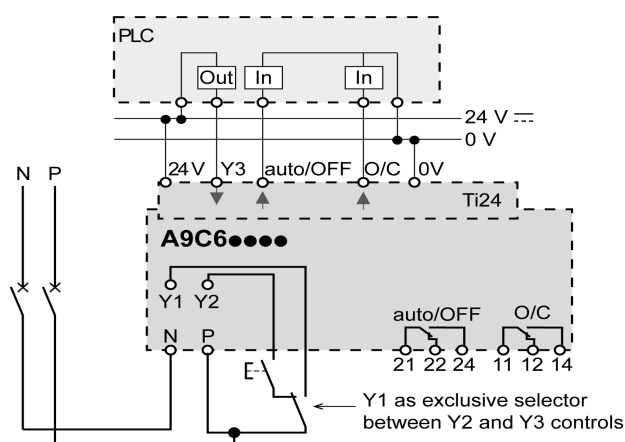 PLC
Out In In
24 V
0 V
24V Y3 auto/OFF O/C 0V
N P
Ti24
A9C6●●●●
Y1 Y2
auto/OFF O/C
N P
21 22 24 11 12 14
Y1 as exclusive selector
between Y2 and Y3 controls